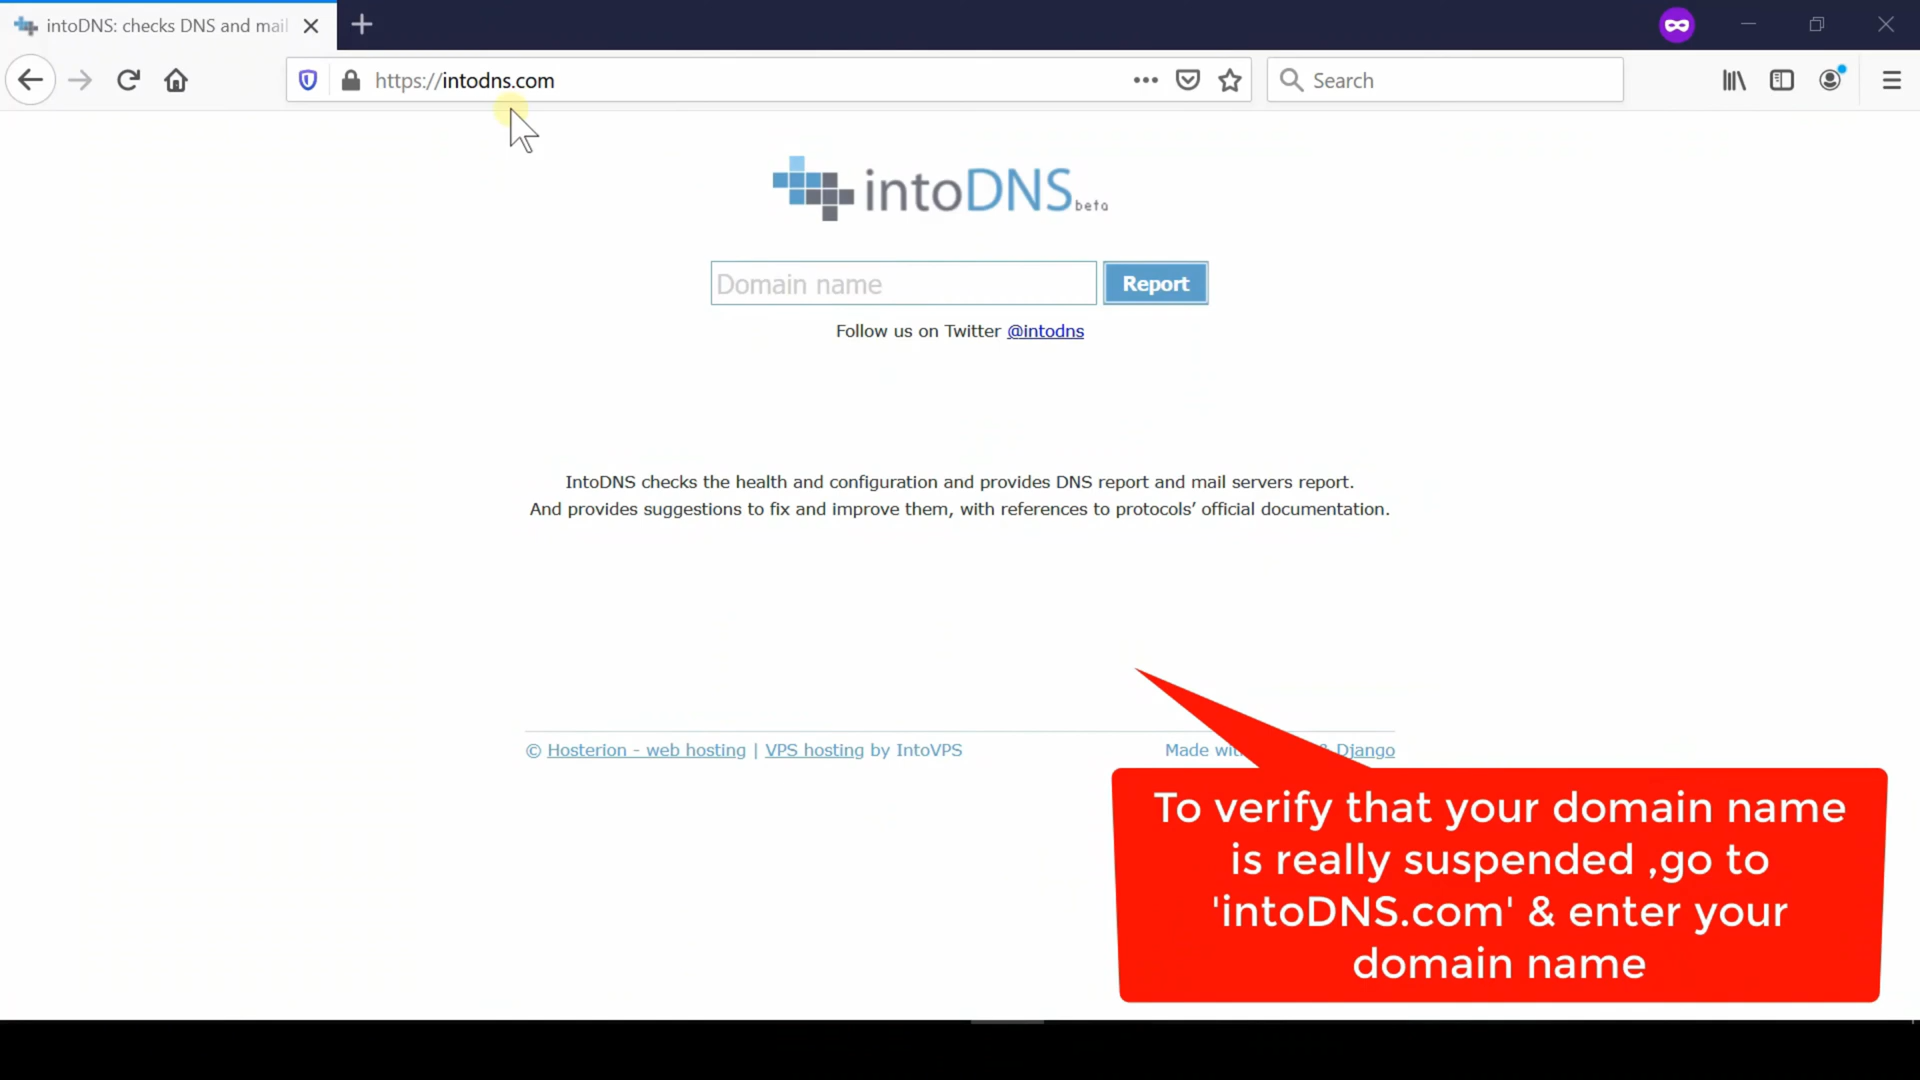 intoDNS: checks DNS and mail
https://intodns.com
Search
intoDNS beta
Domain name
Report
Follow us on Twitter @intodns
IntoDNS checks the health and configuration and provides DNS report and mail servers report.
And provides suggestions to fix and improve them, with references to protocols’ official documentation.
© Hosterion - web hosting | VPS hosting by IntoVPS
Made Django
To verify that your domain name
is really suspended ,go to
'intoDNS.com' & enter your
domain name